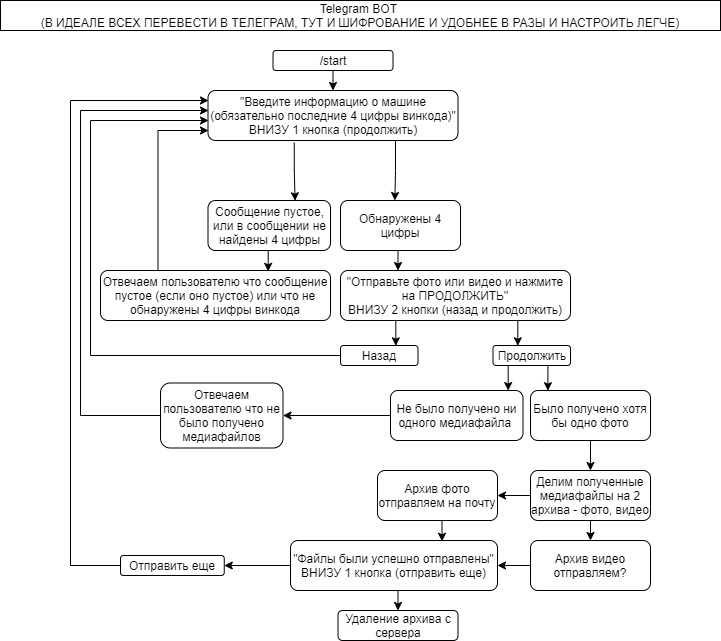 Telegram BOT
(В ИДЕАЛЕ ВСЕХ ПЕРЕВЕСТИ В ТЕЛЕГРАМ, ТУТ И ШИФРОВАНИЕ И УДОБНЕЕ В РАЗЫ И НАСТРОИТЬ ЛЕГЧЕ)
/start
"Введите информацию о машине
(обязательно последние 4 цифры винкода)"
ВНИЗУ 1 кнопка (продолжить)
Сообщение пустое,
или в сообщении не
найдены 4 цифры
Обнаружены 4
цифры
Отвечаем пользователю что сообщение
пустое (если оно пустое) или что не
обнаружены 4 цифры винкода
"Отправьте фото или видео и нажмите
на ПРОДОЛЖИТЬ"
ВНИЗУ 2 кнопки (назад и продолжить)
Назад
Продолжить
Отвечаем
пользователю что не
было получено
медиафайлов
Не было получено ни
одного медиафайла
Было получено хотя
бы одно фото
Архив фото
отправляем на почту
Делим полученные
медиафайлы на 2
архива - фото, видео
Отправить еще
"Файлы были успешно отправлены"
ВНИЗУ 1 кнопка (отправить еще)
Архив видео
отправляем?
Удаление архива с
сервера